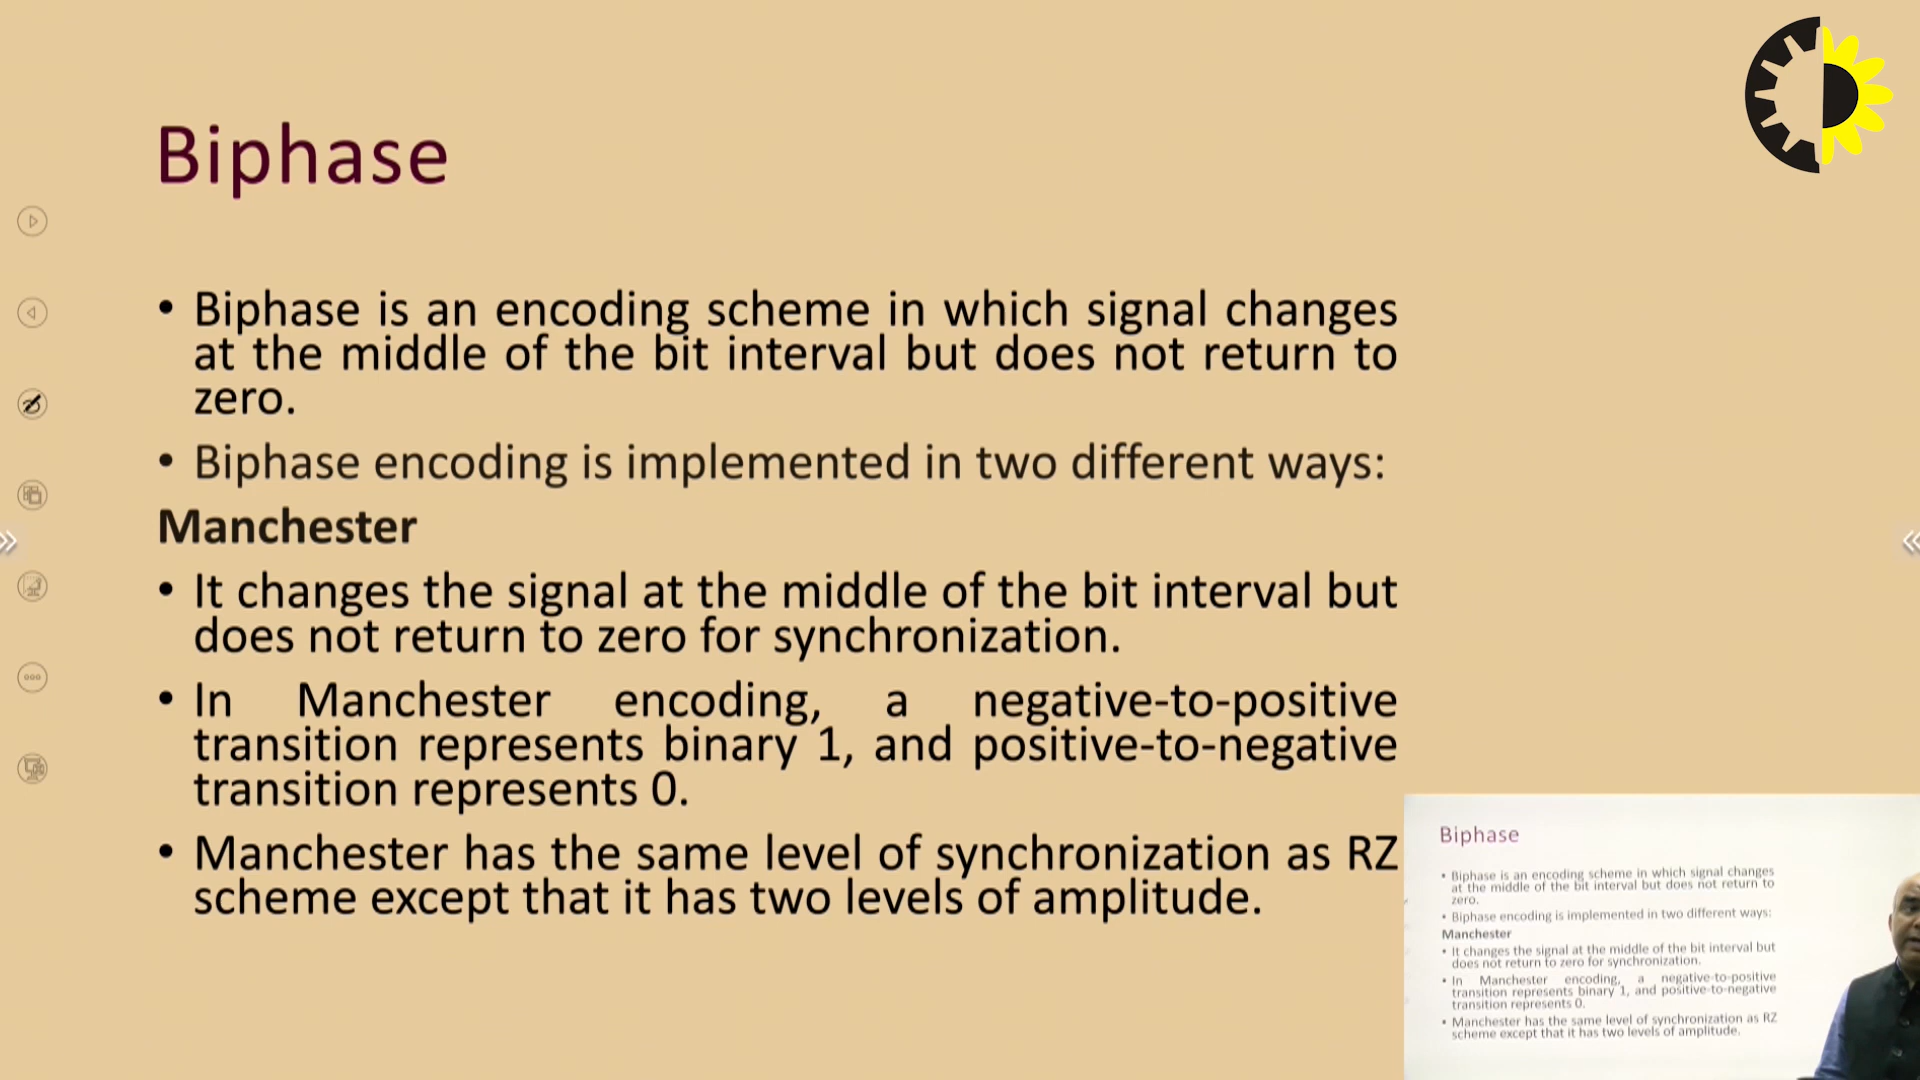 Biphase
• Biphase is an encoding scheme in which signal changes
at the middle of the bit interval but does not return to
zero.
• Biphase encoding is implemented in two different ways:
Manchester
• It changes the signal at the middle of the bit interval but
does not return to zero for synchronization.
• In Manchester encoding, a negative-to-positive
transition represents binary 1, and positive-to-negative
transition represents 0.
• Manchester has the same level of synchronization as RZ
scheme except that it has two levels of amplitude.
Biphase
• Biphase is an encoding scheme in which signal changes
at the middle of the bit interval but does not return to
zero.
• Biphase encoding is implemented in two different ways:
Manchester
• It changes the signal at the middle of the bit interval but
does not return to zero for synchronization.
• In Manchester encoding, a negative-to-positive
transition represents binary 1, and positive-to-negative
transition represents 0.
• Manchester has the same level of synchronization as RZ
scheme except that it has two levels of amplitude.